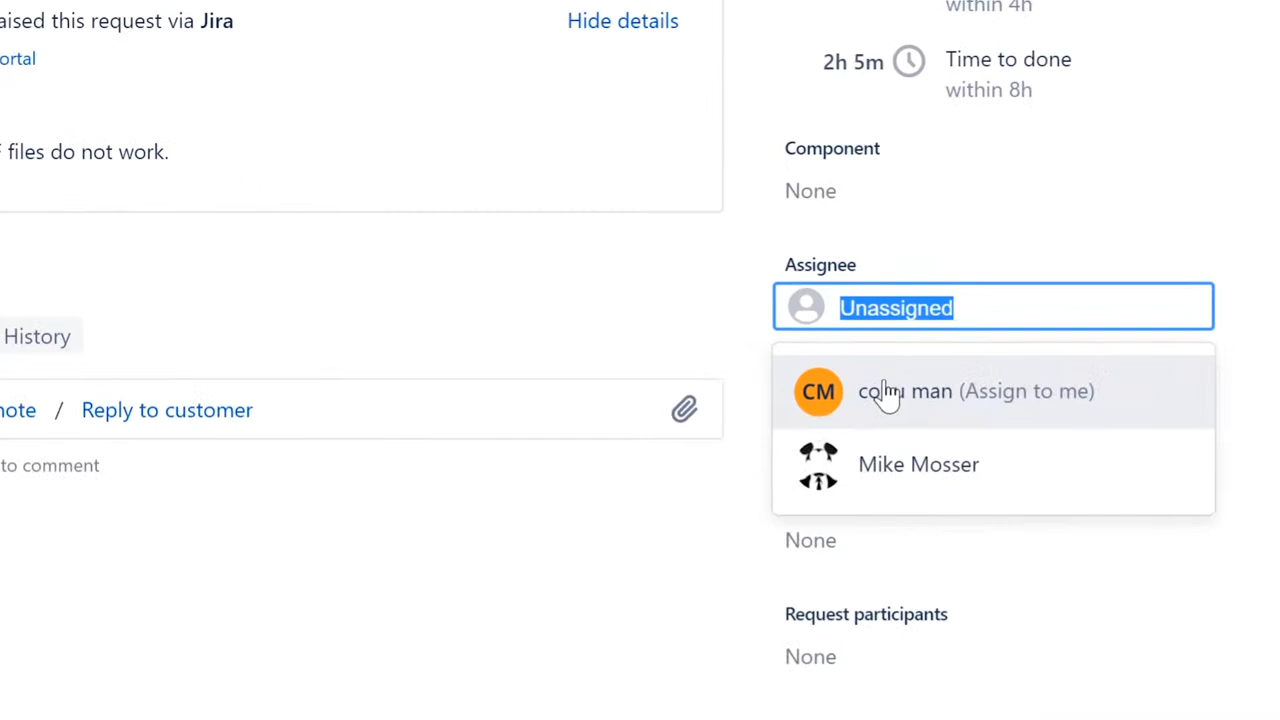 aised this request via Jira
Hide details
ortal
files do not work.
History
note / Reply to customer
to comment
within 4h
2h 5m
Time to done
within 8h
Component
None
Assignee
Unassigned
CM
man (Assign to me)
Mike Mosser
None
Request participants
None